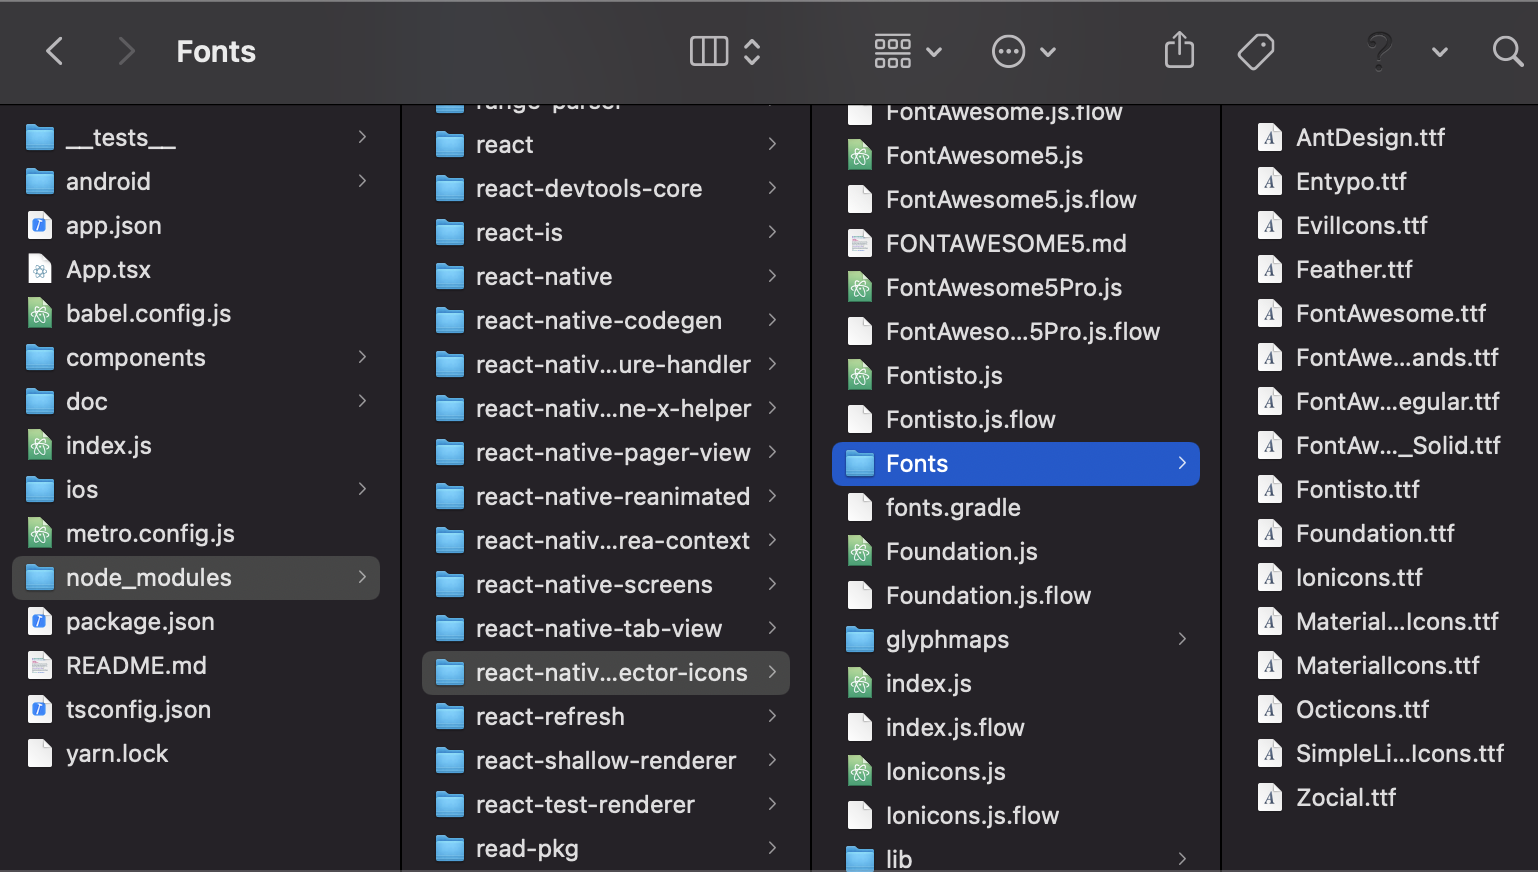 Fonts
__tests__
android
app.json
App.tsx
babel.config.js
components
doc
index.js
ios
metro.config.js
node_modules
package.json
README.md
tsconfig.json
yarn.lock
range-parser
react
react-devtools-core
react-is
react-native
react-native-codegen
react-nativ...ure-handler
react-nativ...ne-x-helper
react-native-pager-view
react-native-reanimated
react-nativ...rea-context
react-native-screens
react-native-tab-view
react-nativ...ector-icons
react-refresh
react-shallow-renderer
react-test-renderer
read-pkg
FontAwesome.js.flow
FontAwesome5.js
FontAwesome5.js.flow
FONTAWESOME5.md
FontAwesome5Pro.js
FontAweso...5Pro.js.flow
Fontisto.js
Fontisto.js.flow
Fonts
fonts.gradle
Foundation.js
Foundation.js.flow
glyphmaps
index.js
index.js.flow
Ionicons.js
Ionicons.js.flow
lib
AntDesign.ttf
Entypo.ttf
EvilIcons.ttf
Feather.ttf
FontAwesome.ttf
FontAwe...ands.ttf
FontAw...egular.ttf
FontAw..._Solid.ttf
Fontisto.ttf
Foundation.ttf
Ionicons.ttf
Material...Icons.ttf
MaterialIcons.ttf
Octicons.ttf
SimpleLi...Icons.ttf
Zocial.ttf